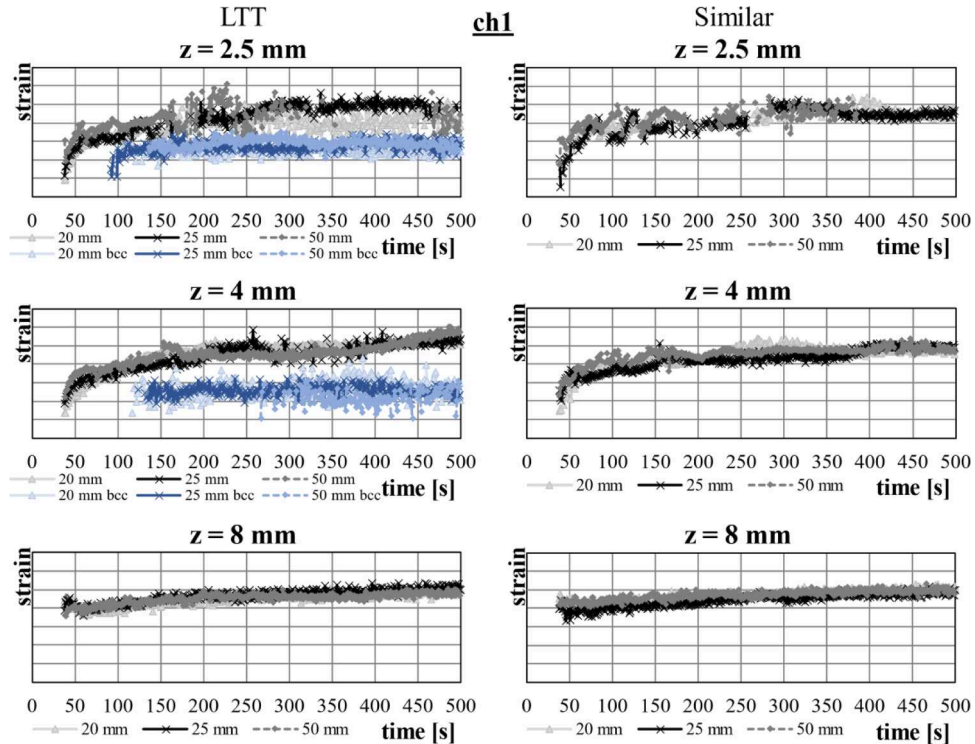 LTT ch1 Similar
z = 2.5 mm z = 2.5 mm
strain strain
0 50 100 150 200 250 300 350 400 450 500 0 50 100 150 200 250 300 350 400 450 500
20 mm 25 mm 50 mm time [s] 20 mm 25 mm 50 mm time [s]
20 mm bcc 25 mm bcc 50 mm bcc
z = 4 mm z = 4 mm
strain strain
0 50 100 150 200 250 300 350 400 450 500 0 50 100 150 200 250 300 350 400 450 500
20 mm 25 mm 50 mm time [s] 20 mm 25 mm 50 mm time [s]
20 mm bcc 25 mm bcc 50 mm bcc
z = 8 mm z = 8 mm
strain strain
0 50 100 150 200 250 300 350 400 450 500 0 50 100 150 200 250 300 350 400 450 500
20 mm 25 mm 50 mm time [s] 20 mm 25 mm 50 mm time [s]